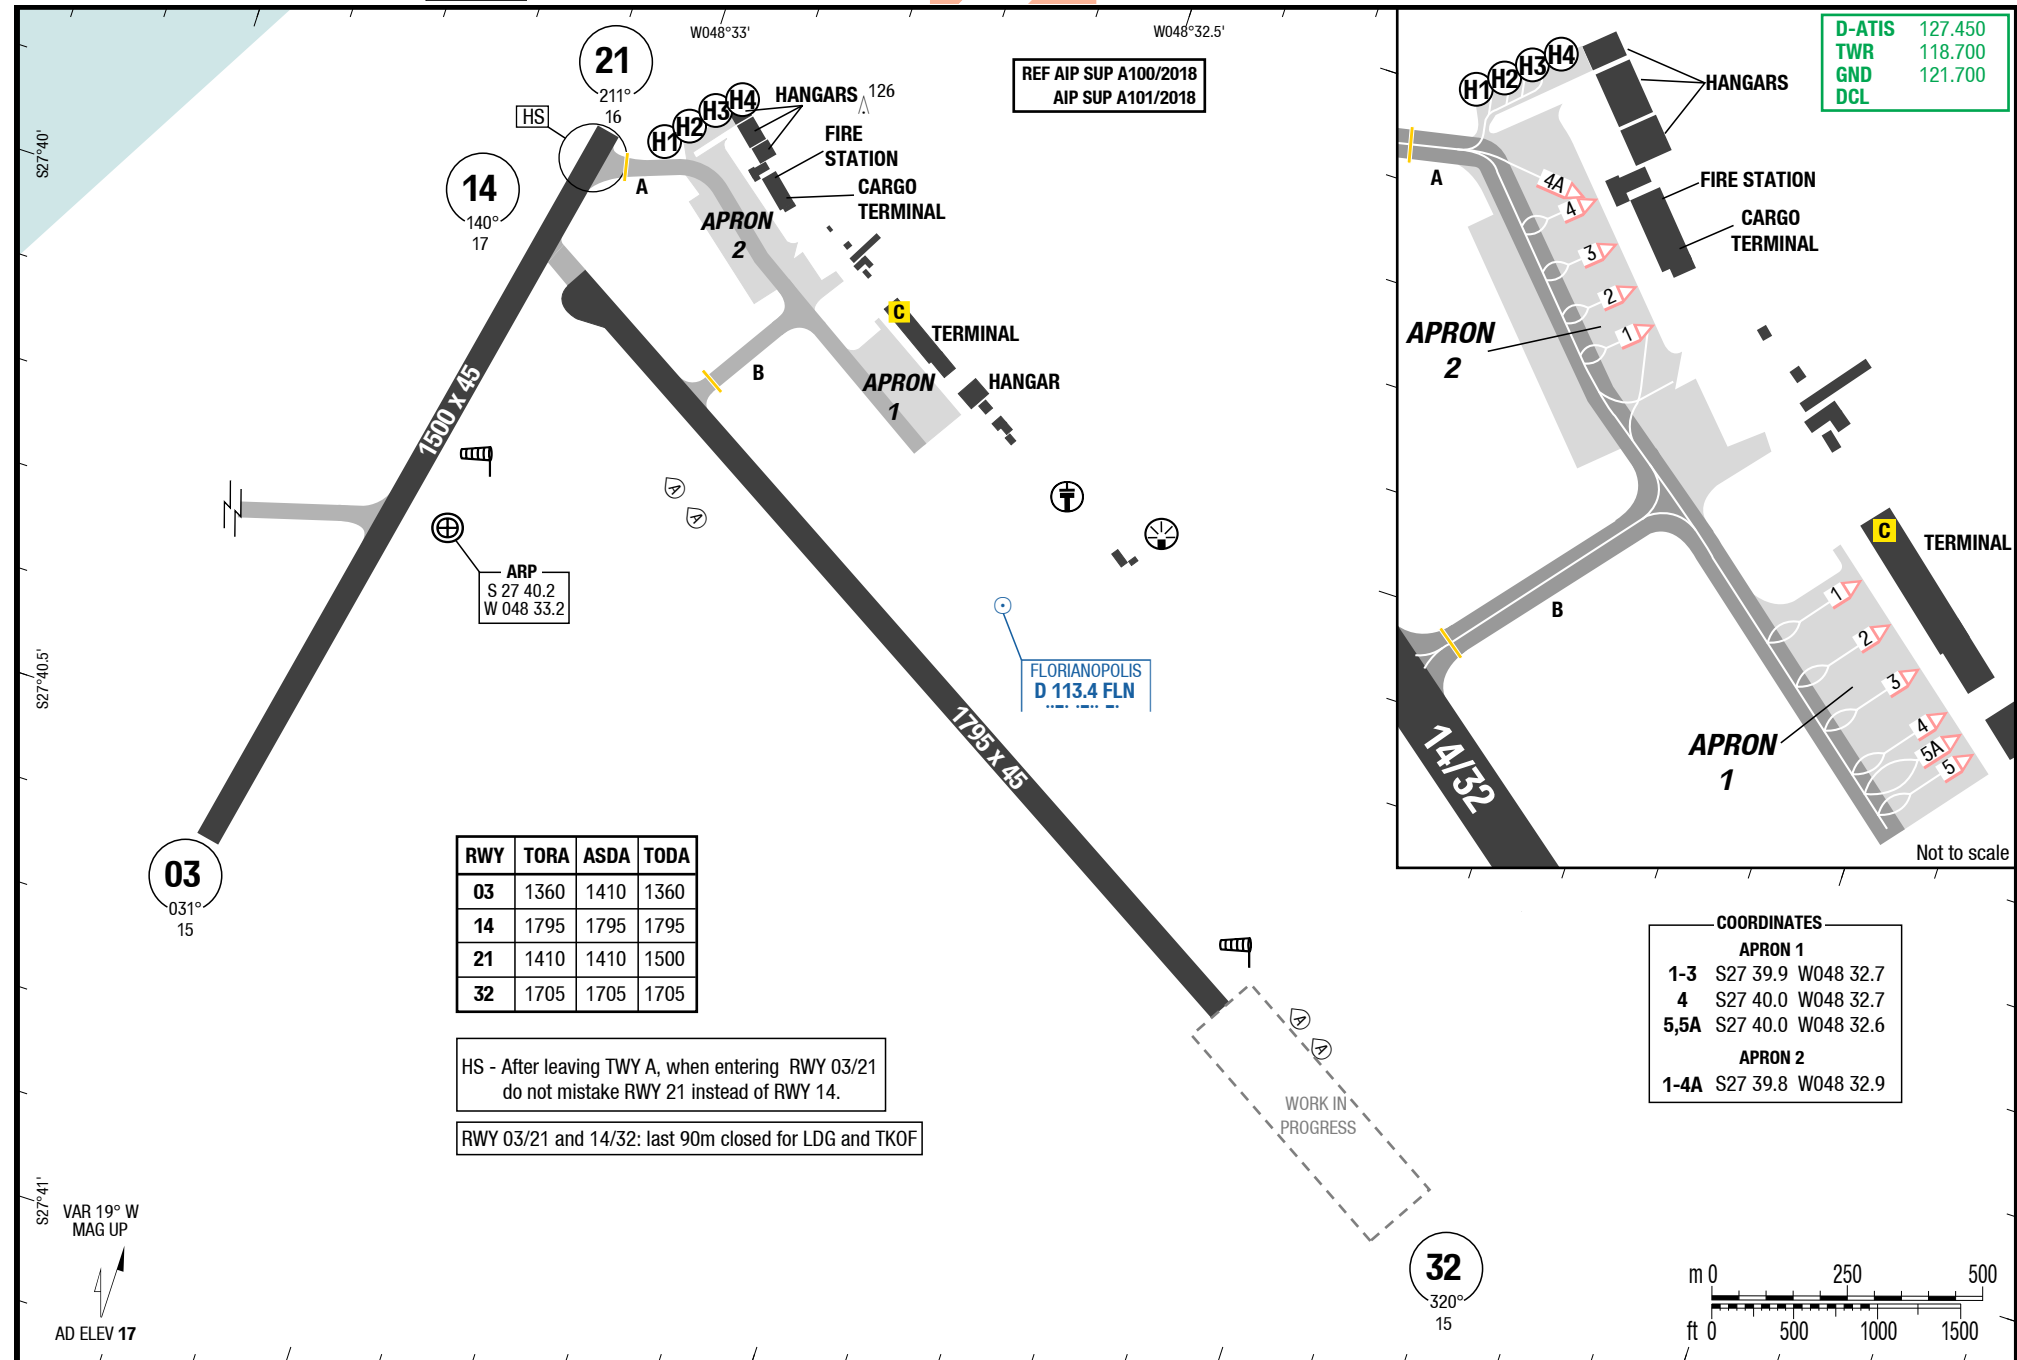 W048°33'
W048°32.5'
S27°40'
S27°40.5'
S27°41'
REF AIP SUP A100/2018
AIP SUP A101/2018
D-ATIS 127.450
TWR 118.700
GND 121.700
DCL
21
211°
16
HS
14
140°
17
H1
H2
H3
H4
HANGARS
126
FIRE
STATION
CARGO
TERMINAL
A
APRON
2
C
TERMINAL
B
APRON
1
HANGAR
1500 x 45
A
A
ARP
S 27 40.2
W 048 33.2
FLORIANOPOLIS
D 113.4 FLN
1795 x 45
03
031°
15
RWY TORA ASDA TODA
03 1360 1410 1360
14 1795 1795 1795
21 1410 1410 1500
32 1705 1705 1705
HS - After leaving TWY A, when entering RWY 03/21
do not mistake RWY 21 instead of RWY 14.
RWY 03/21 and 14/32: last 90m closed for LDG and TKOF
A
A
WORK IN
PROGRESS
32
320°
15
VAR 19° W
MAG UP
AD ELEV 17
H1
H2
H3
H4
HANGARS
A
4A
4
FIRE STATION
CARGO
TERMINAL
3
2
1
APRON
2
C
TERMINAL
B
1
2
3
4
5A
5
APRON
1
14/32
Not to scale
COORDINATES
APRON 1
1-3 S27 39.9 W048 32.7
4 S27 40.0 W048 32.7
5,5A S27 40.0 W048 32.6
APRON 2
1-4A S27 39.8 W048 32.9
m 0 250 500
ft 0 500 1000 1500